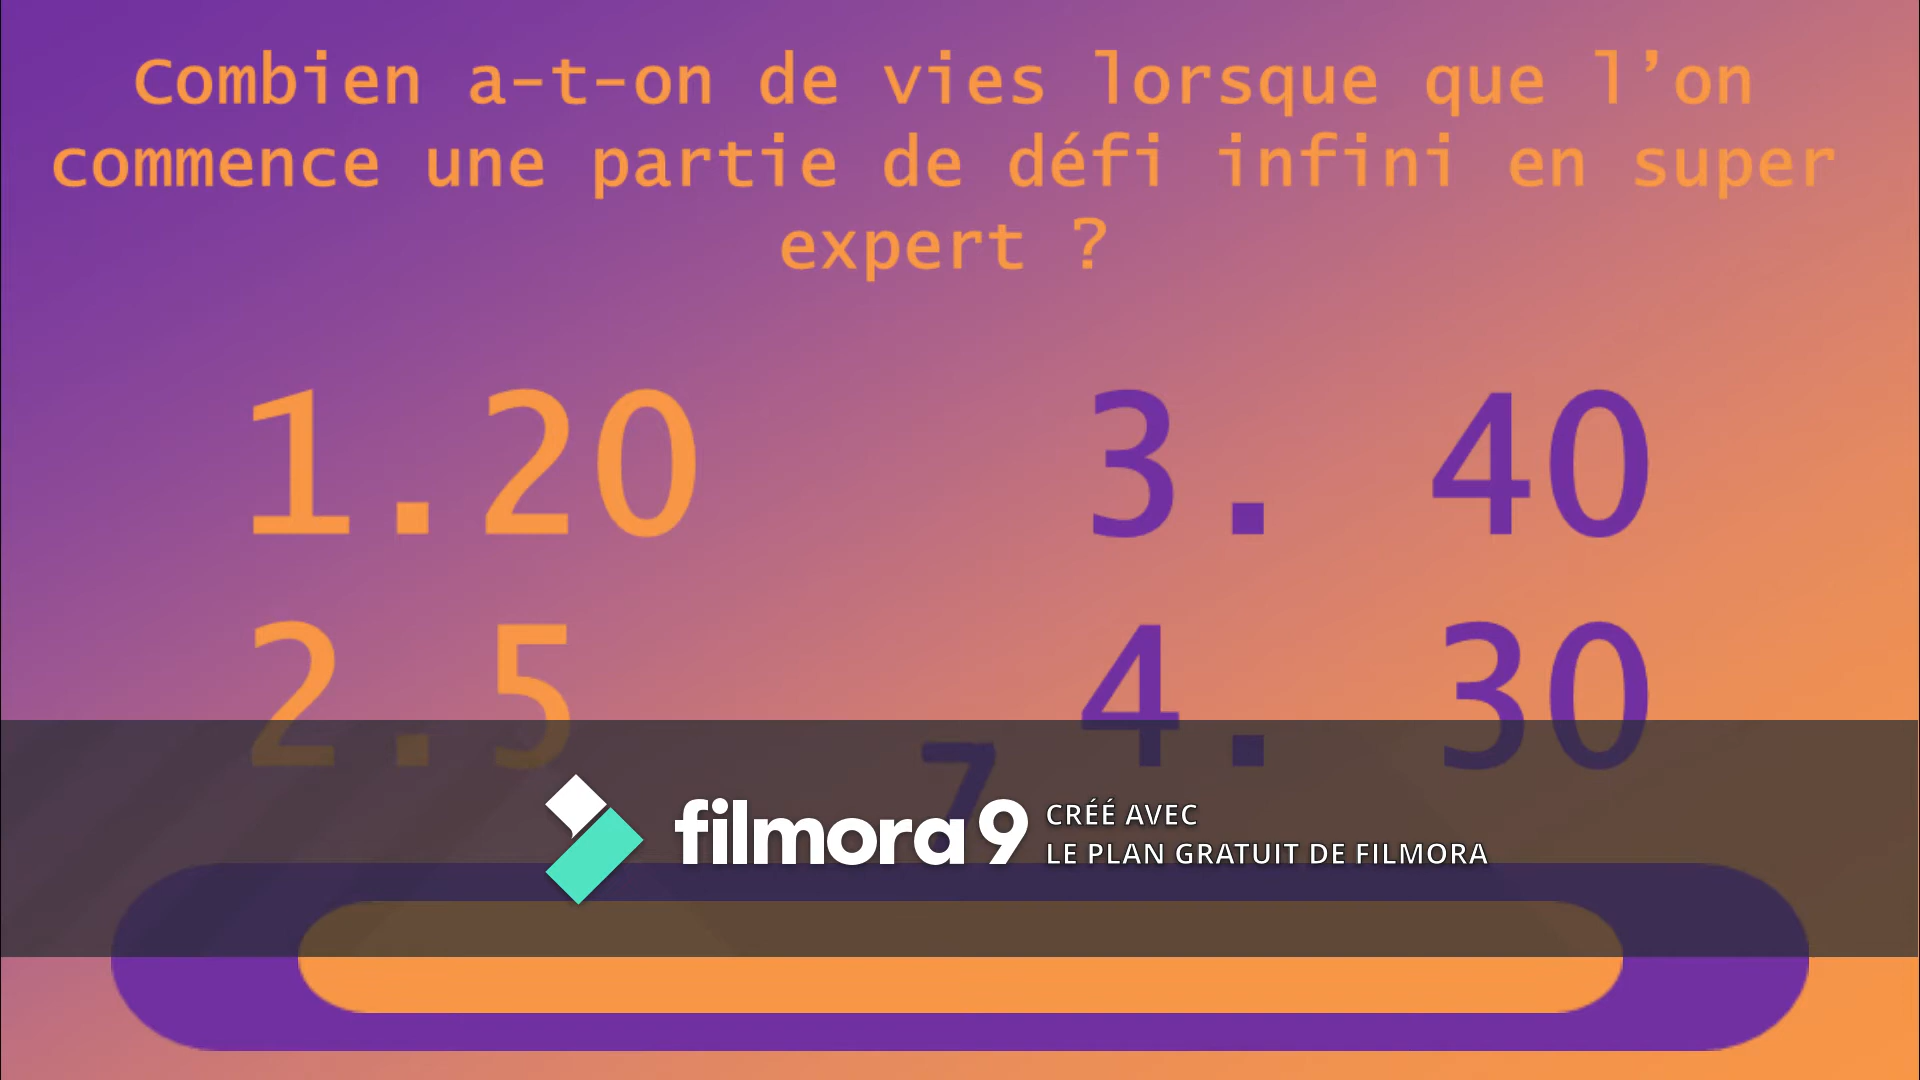 Combien a-t-on de vies lorsque que l’on
commence une partie de défi infini en super
expert ?
1.20
3. 40
2.5
4. 30
7
filmora9
CRÉÉ AVEC
LE PLAN GRATUIT DE FILMORA